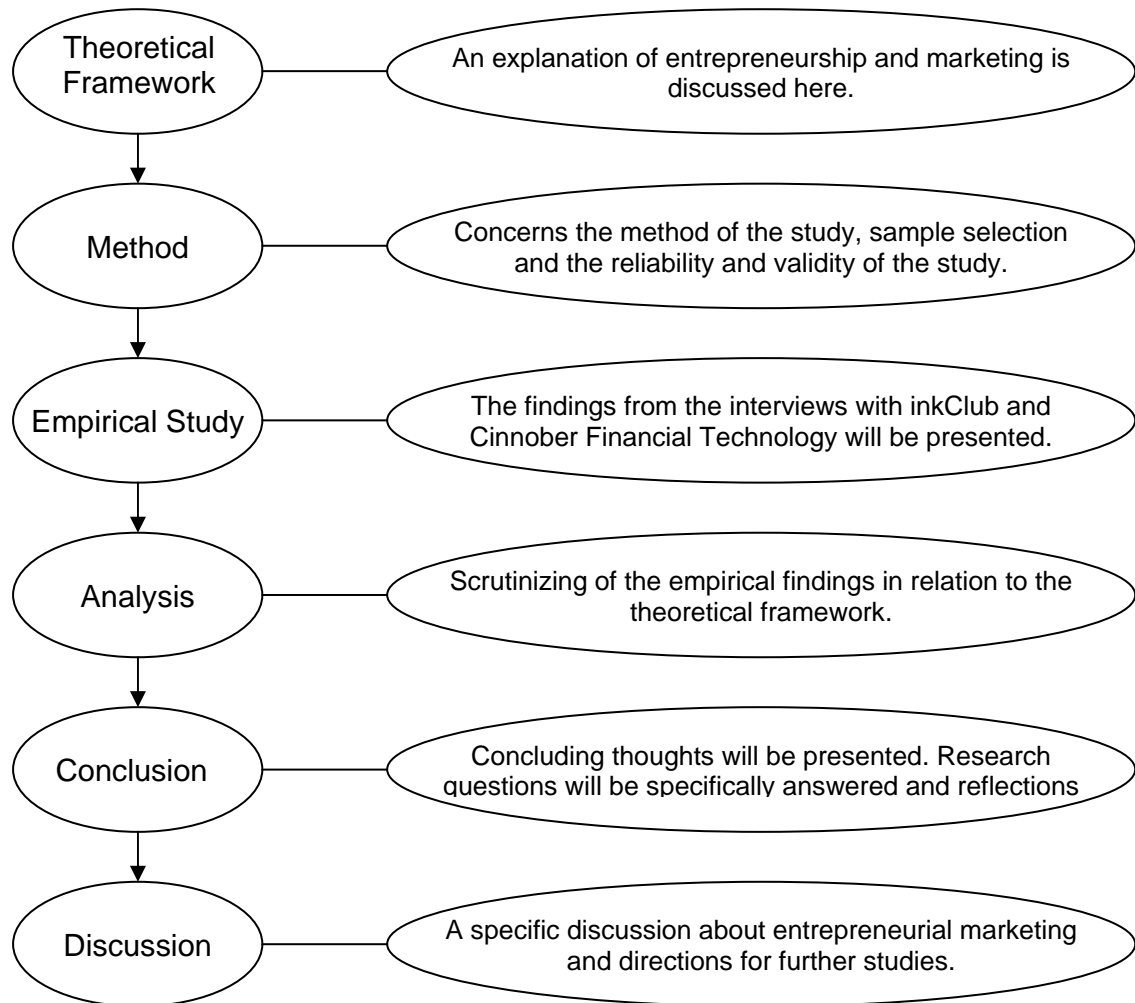 Theoretical
Framework
An explanation of entrepreneurship and marketing is
discussed here.
Method
Concerns the method of the study, sample selection
and the reliability and validity of the study.
Empirical Study
The findings from the interviews with inkClub and
Cinnober Financial Technology will be presented.
Analysis
Scrutinizing of the empirical findings in relation to the
theoretical framework.
Conclusion
Concluding thoughts will be presented. Research
questions will be specifically answered and reflections
Discussion
A specific discussion about entrepreneurial marketing
and directions for further studies.